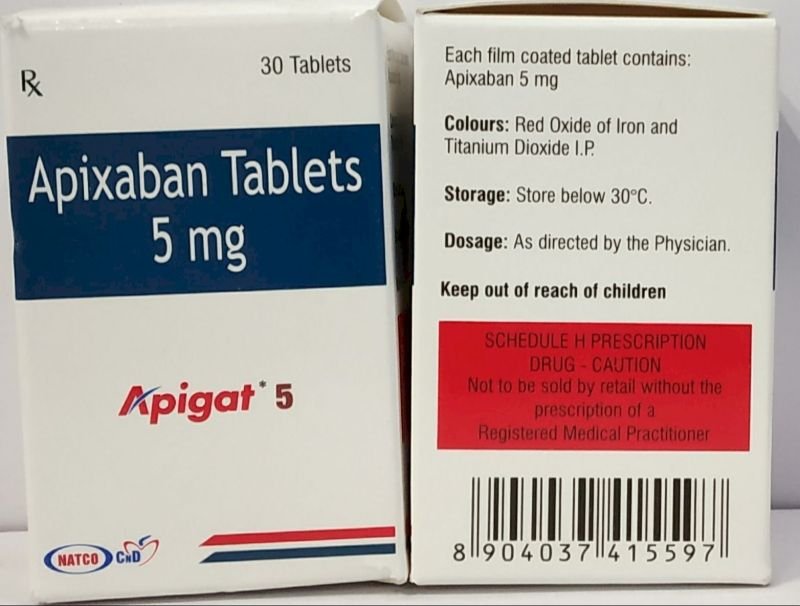 Rx
30 Tablets
Apixaban Tablets
5 mg
Apigat* 5
NATCO CnD
Each film coated tablet contains:
Apixaban 5 mg
Colours: Red Oxide of Iron and
Titanium Dioxide I.P.
Storage: Store below 30°C.
Dosage: As directed by the Physician.
Keep out of reach of children
SCHEDULE H PRESCRIPTION
DRUG - CAUTION
Not to be sold by retail without the
prescription of a
Registered Medical Practitioner
8 904037 415597